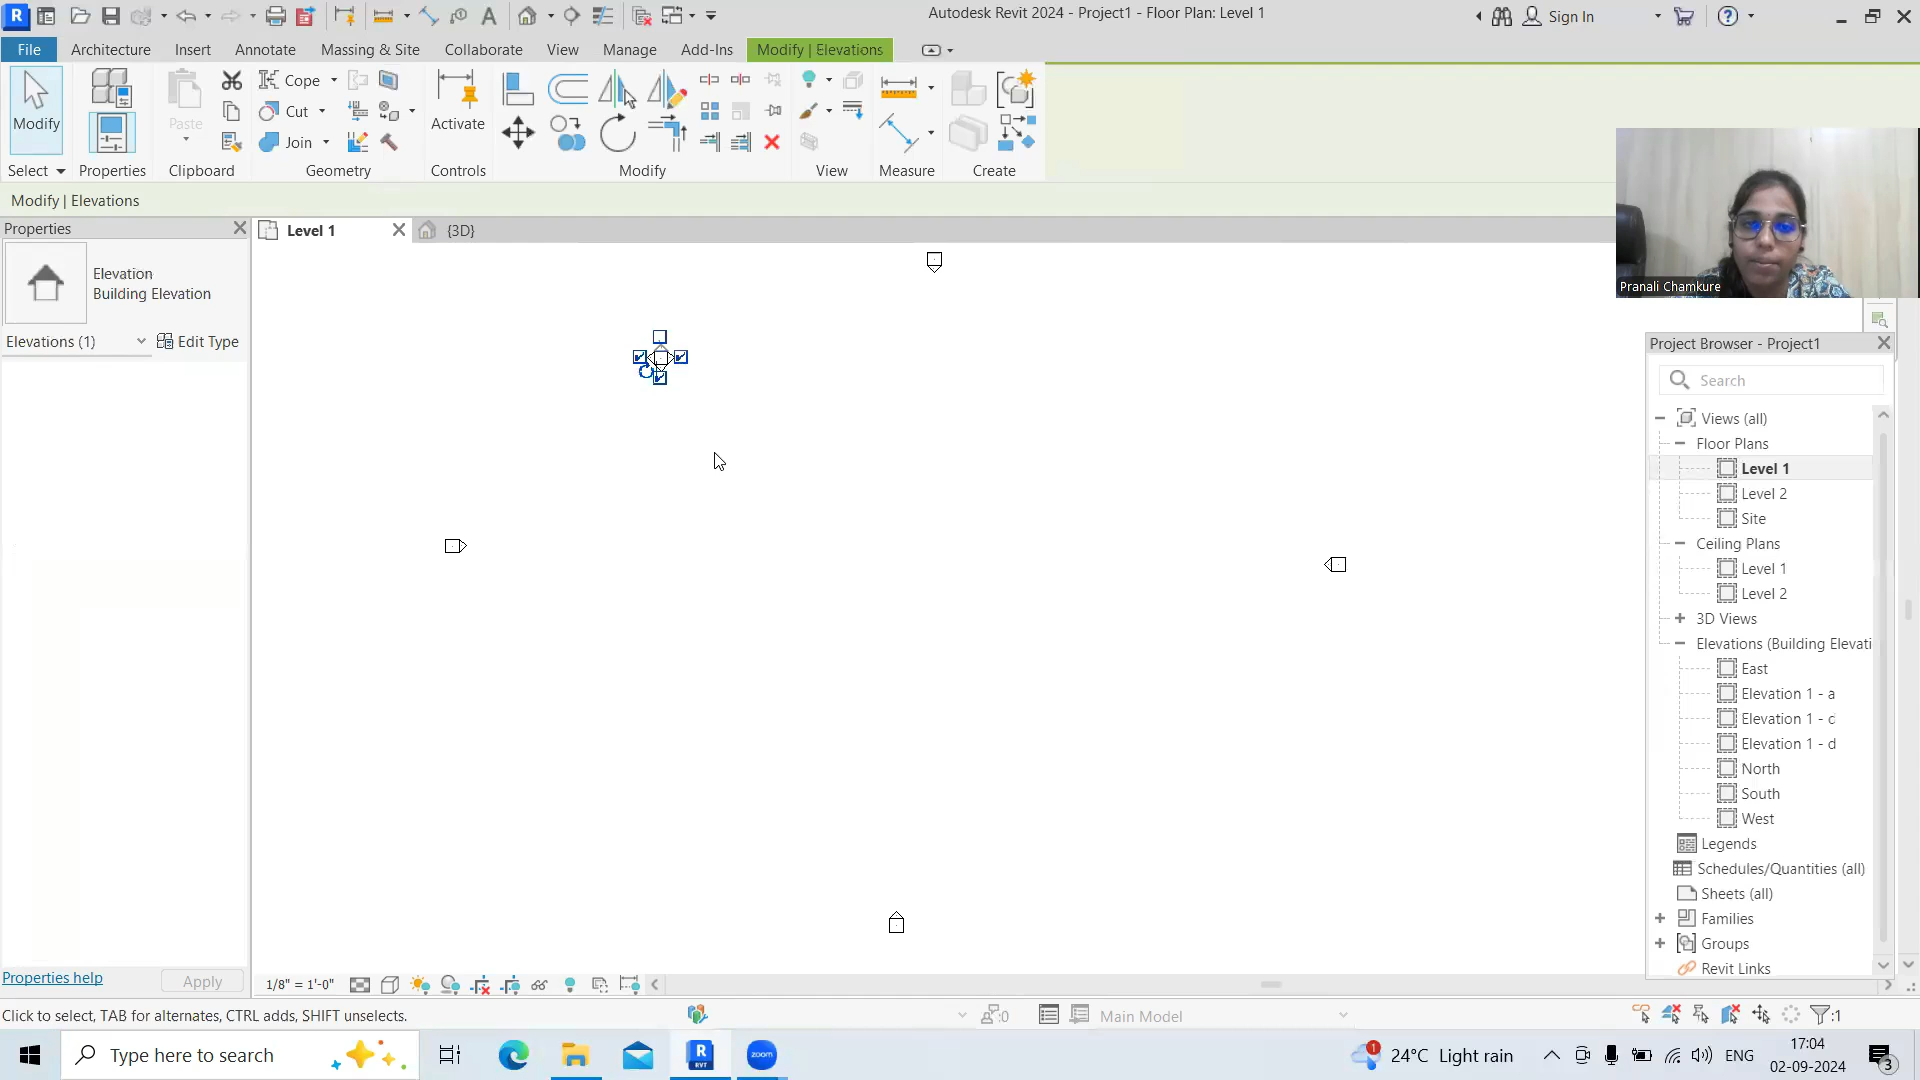 Autodesk Revit 2024 - Project1 - Floor Plan: Level 1
Sign In
File
Architecture
Insert
Annotate
Massing & Site
Collaborate
View
Manage
Add-Ins
Modify | Elevations
Modify
Paste
Cope
Cut
Join
Activate
Select
Properties
Clipboard
Geometry
Controls
Modify
View
Measure
Create
Modify | Elevations
Properties
Level 1
{3D}
Elevation
Building Elevation
Elevations (1)
Edit Type
Pranali Chamkure
Project Browser - Project1
Search
Views (all)
Floor Plans
Level 1
Level 2
Site
Ceiling Plans
Level 1
Level 2
3D Views
Elevations (Building Elevati
East
Elevation 1 - a
Elevation 1 - c
Elevation 1 - d
North
South
West
Legends
Schedules/Quantities (all)
Sheets (all)
Families
Groups
Revit Links
Properties help
Apply
1/8" = 1'-0"
Click to select, TAB for alternates, CTRL adds, SHIFT unselects.
:0
Main Model
:1
Type here to search
R
RVT
zoom
1
24°C Light rain
ENG
17:04
02-09-2024
3